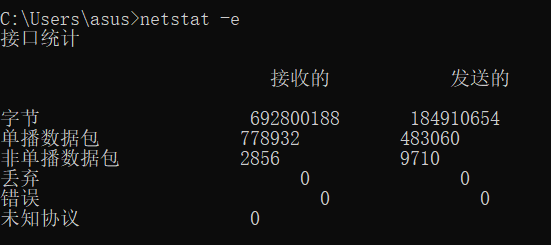 C:\Users\asus>netstat -e
接口统计
接收的 发送的
字节 692800188 184910654
单播数据包 778932 483060
非单播数据包 2856 9710
丢弃 0 0
错误 0 0
未知协议 0